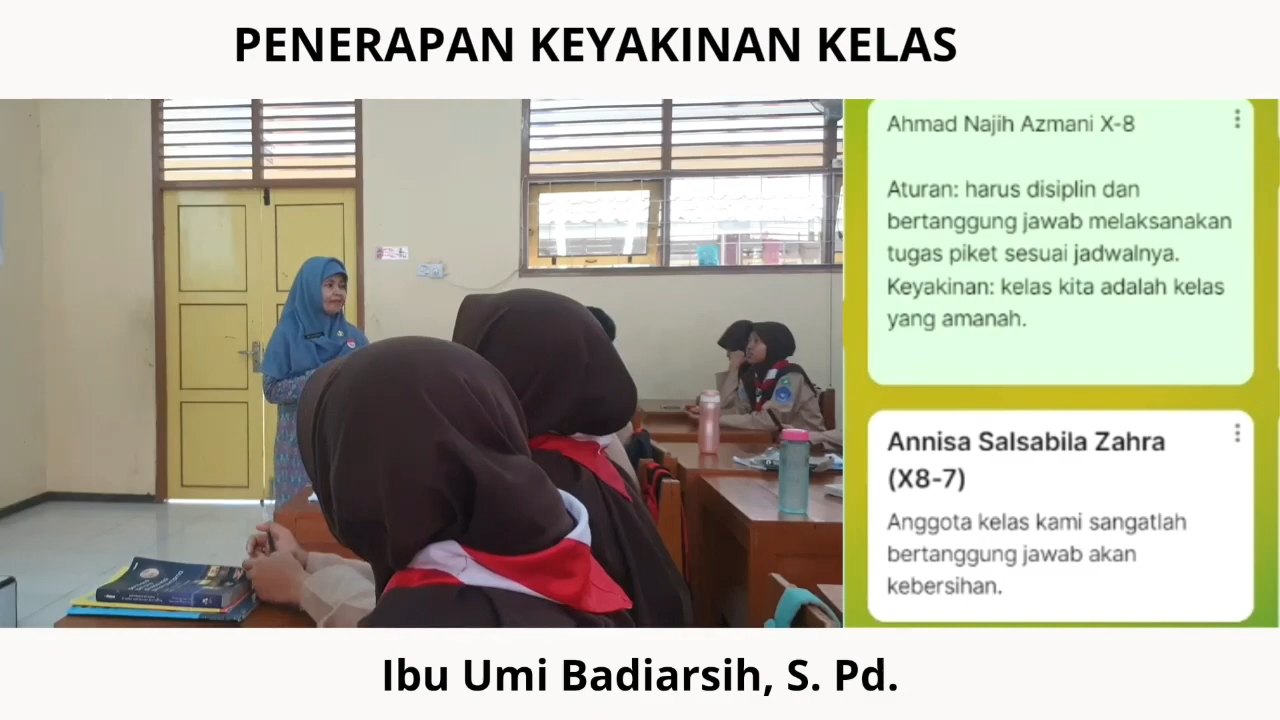 PENERAPAN KEYAKINAN KELAS
Ahmad Najih Azmani X-8
Aturan: harus disiplin dan
bertanggung jawab melaksanakan
tugas piket sesuai jadwalnya.
Keyakinan: kelas kita adalah kelas
yang amanah.
Annisa Salsabila Zahra
(X8-7)
Anggota kelas kami sangatlah
bertanggung jawab akan
kebersihan.
Ibu Umi Badiarsih, S. Pd.